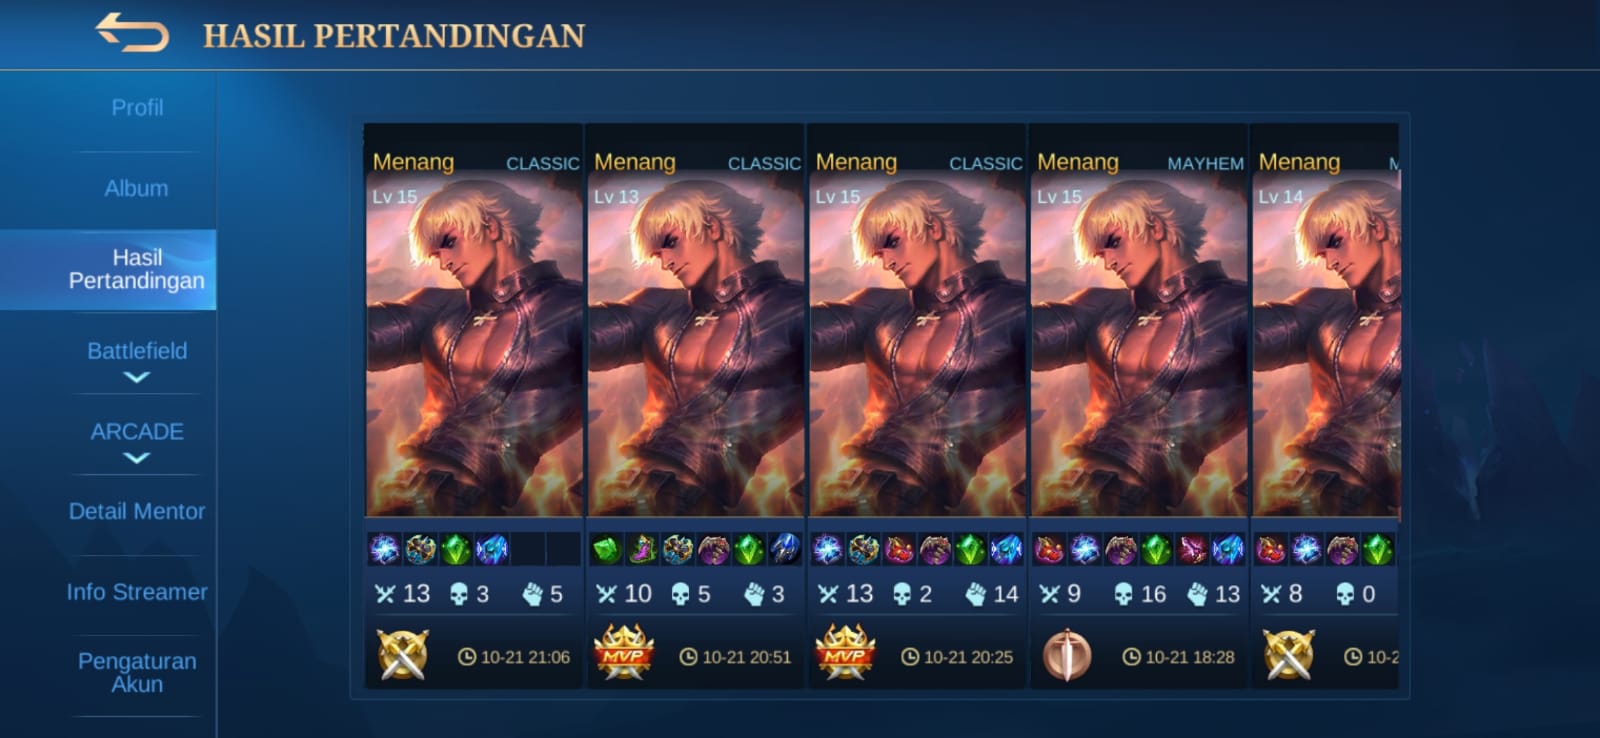 HASIL PERTANDINGAN
Profil
Album
Hasil
Pertandingan
Battlefield
ARCADE
Detail Mentor
Info Streamer
Pengaturan
Akun
Menang CLASSIC
Lv 15
13 3 5
10-21 21:06
Menang CLASSIC
Lv 13
10 5 3
MVP
10-21 20:51
Menang CLASSIC
Lv 15
13 2 14
MVP
10-21 20:25
Menang MAYHEM
Lv 15
9 16 13
10-21 18:28
Menang
Lv 14
8 0